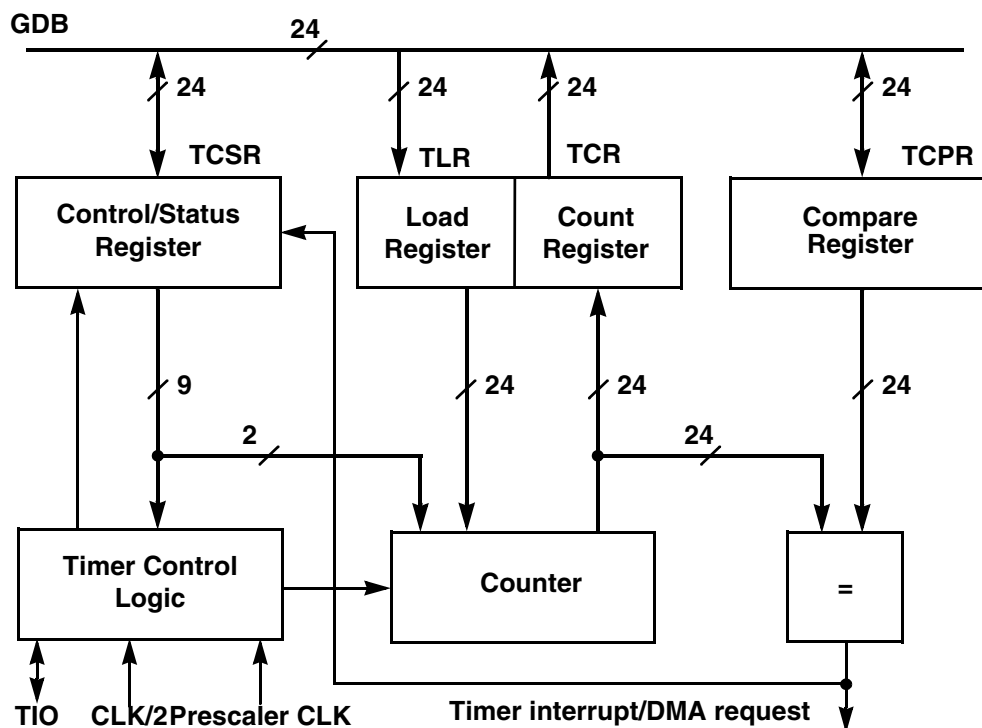 GDB
24
24
24
24
24
TCSR
TLR
TCR
TCPR
Control/Status
Register
Load
Register
Count
Register
Compare
Register
9
24
24
24
2
24
Timer Control
Logic
Counter
=
TIO
CLK/2
Prescaler CLK
Timer interrupt/DMA request